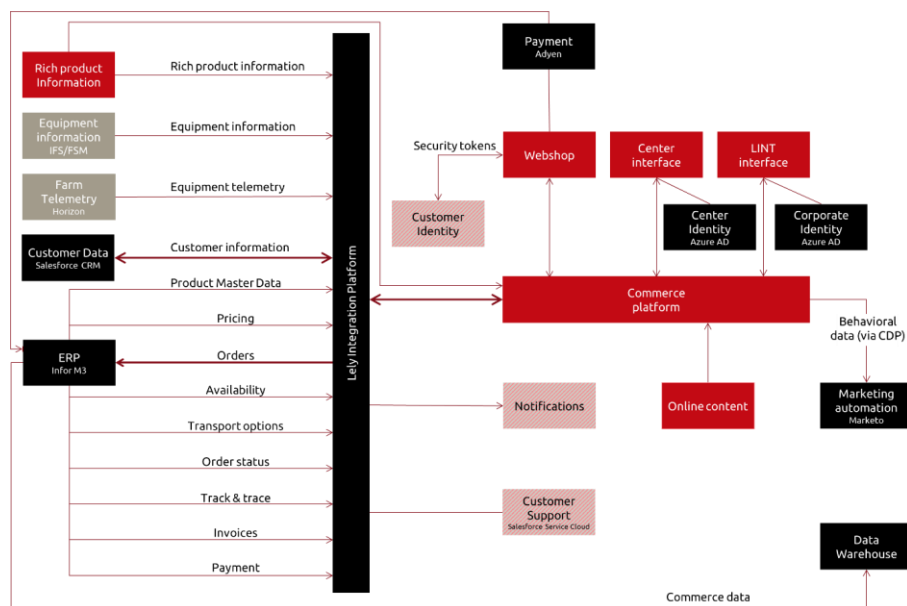 Rich product
Information
Rich product information
Equipment
information
IFS/FSM
Equipment information
Farm
Telemetry
Horizon
Equipment telemetry
Customer Data
Salesforce CRM
Customer information
Product Master Data
Pricing
ERP
Infor M3
Orders
Availability
Transport options
Order status
Track & trace
Invoices
Payment
Lely Integration Platform
Payment
Adyen
Security tokens
Webshop
Center
interface
LINT
interface
Customer
Identity
Center
Identity
Azure AD
Corporate
Identity
Azure AD
Commerce
platform
Behavioral
data (via CDP)
Notifications
Online content
Marketing
automation
Marketo
Customer
Support
Salesforce Service Cloud
Data
Warehouse
Commerce data